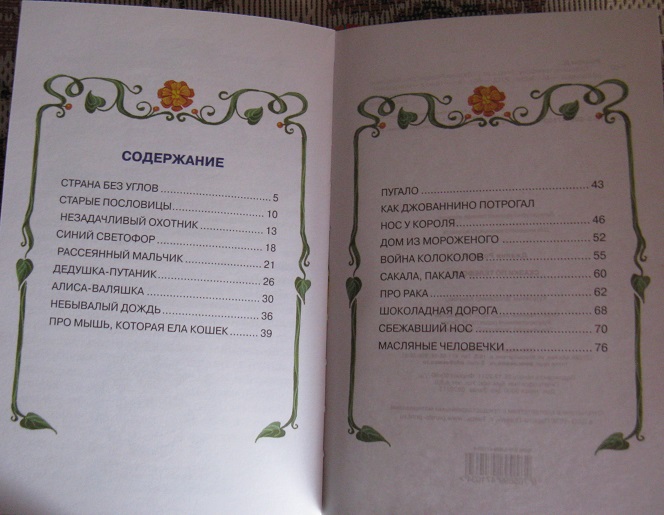 СОДЕРЖАНИЕ
СТРАНА БЕЗ УГЛОВ 5
СТАРЫЕ ПОСЛОВИЦЫ 10
НЕЗАДАЧЛИВЫЙ ОХОТНИК 13
СИНИЙ СВЕТОФОР 18
РАССЕЯННЫЙ МАЛЬЧИК 21
ДЕДУШКА-ПУТАНИК 26
АЛИСА-ВАЛЯШКА 30
НЕБЫВАЛЫЙ ДОЖДЬ 36
ПРО МЫШЬ, КОТОРАЯ ЕЛА КОШЕК 39
ПУГАЛО 43
КАК ДЖОВАННИНО ПОТРОГАЛ
НОС У КОРОЛЯ 46
ДОМ ИЗ МОРОЖЕНОГО 52
ВОЙНА КОЛОКОЛОВ 55
САКАЛА, ПАКАЛА 60
ПРО РАКА 62
ШОКОЛАДНАЯ ДОРОГА 68
СБЕЖАВШИЙ НОС 70
МАСЛЯНЫЕ ЧЕЛОВЕЧКИ 76